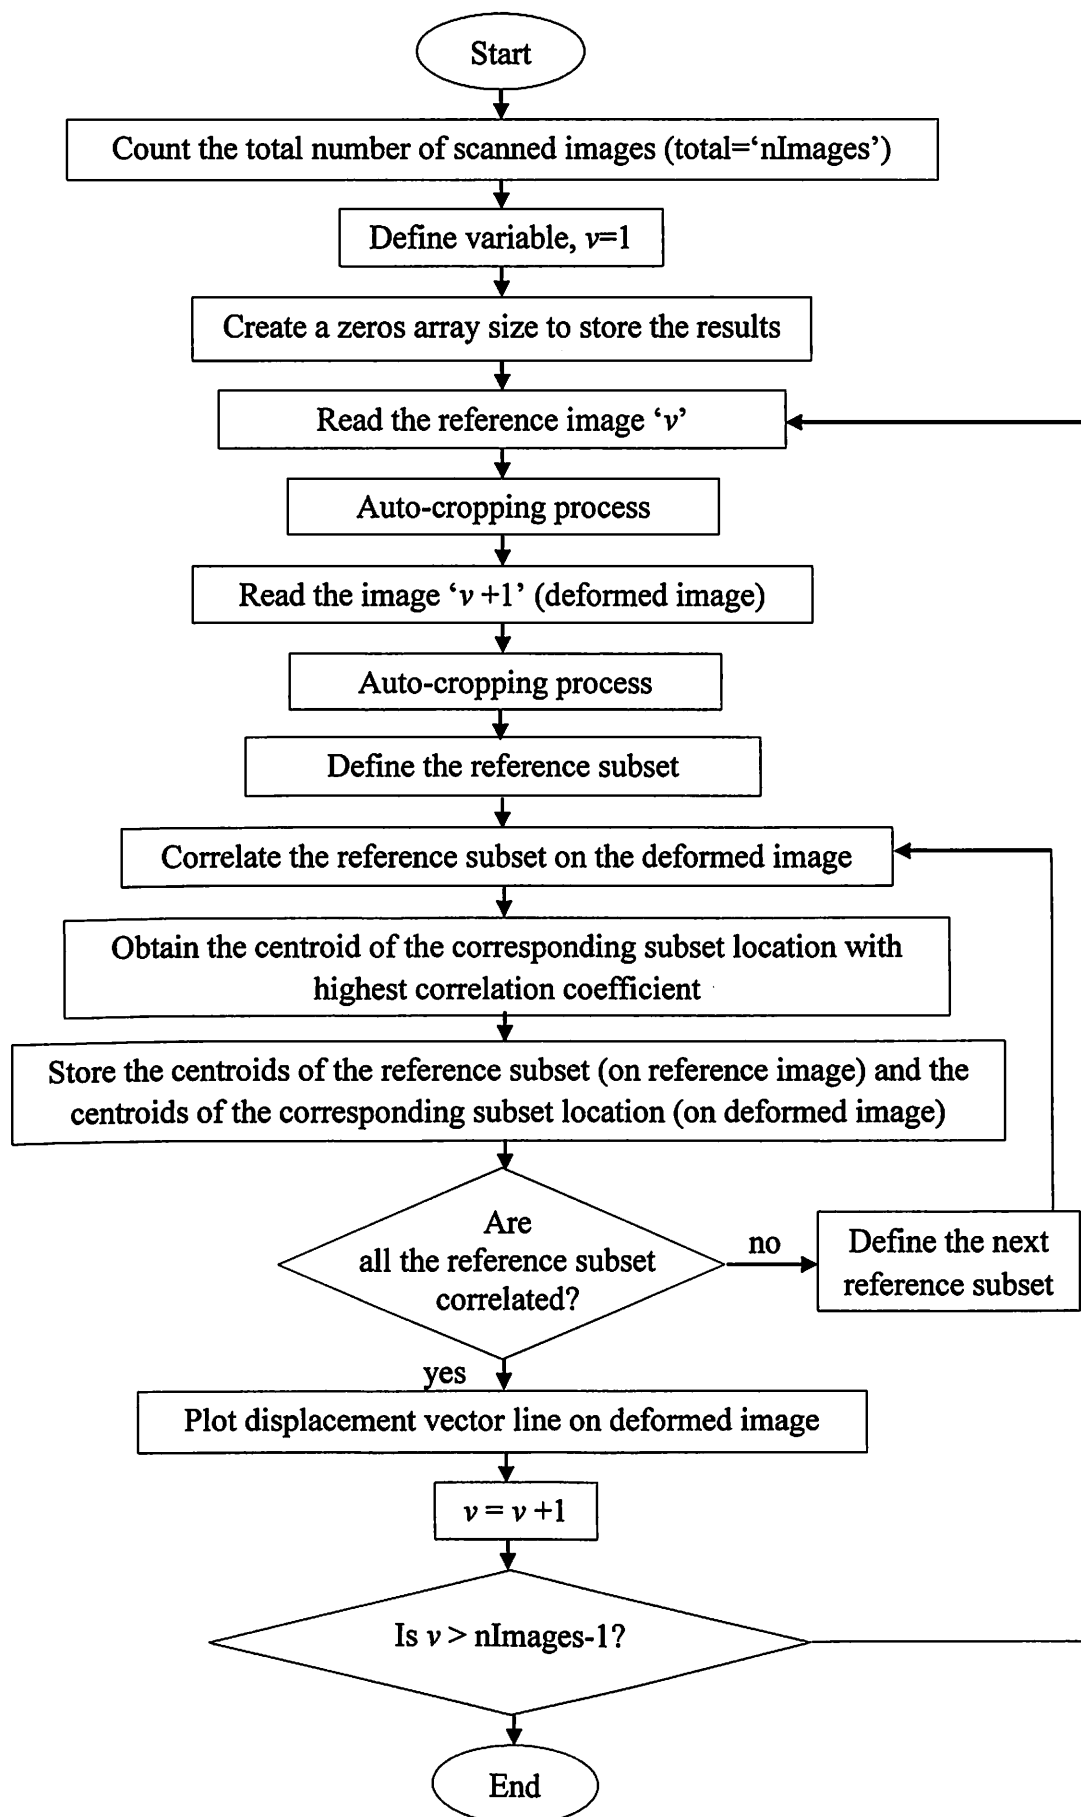 Start
Count the total number of scanned images (total=‘nImages’)
Define variable, v=1
Create a zeros array size to store the results
Read the reference image ‘v’
Auto-cropping process
Read the image ‘v +1’ (deformed image)
Auto-cropping process
Define the reference subset
Correlate the reference subset on the deformed image
Obtain the centroid of the corresponding subset location with
highest correlation coefficient
Store the centroids of the reference subset (on reference image) and the
centroids of the corresponding subset location (on deformed image)
Are
all the reference subset
correlated?
no
Define the next
reference subset
yes
Plot displacement vector line on deformed image
v = v +1
Is v > nImages-1?
End